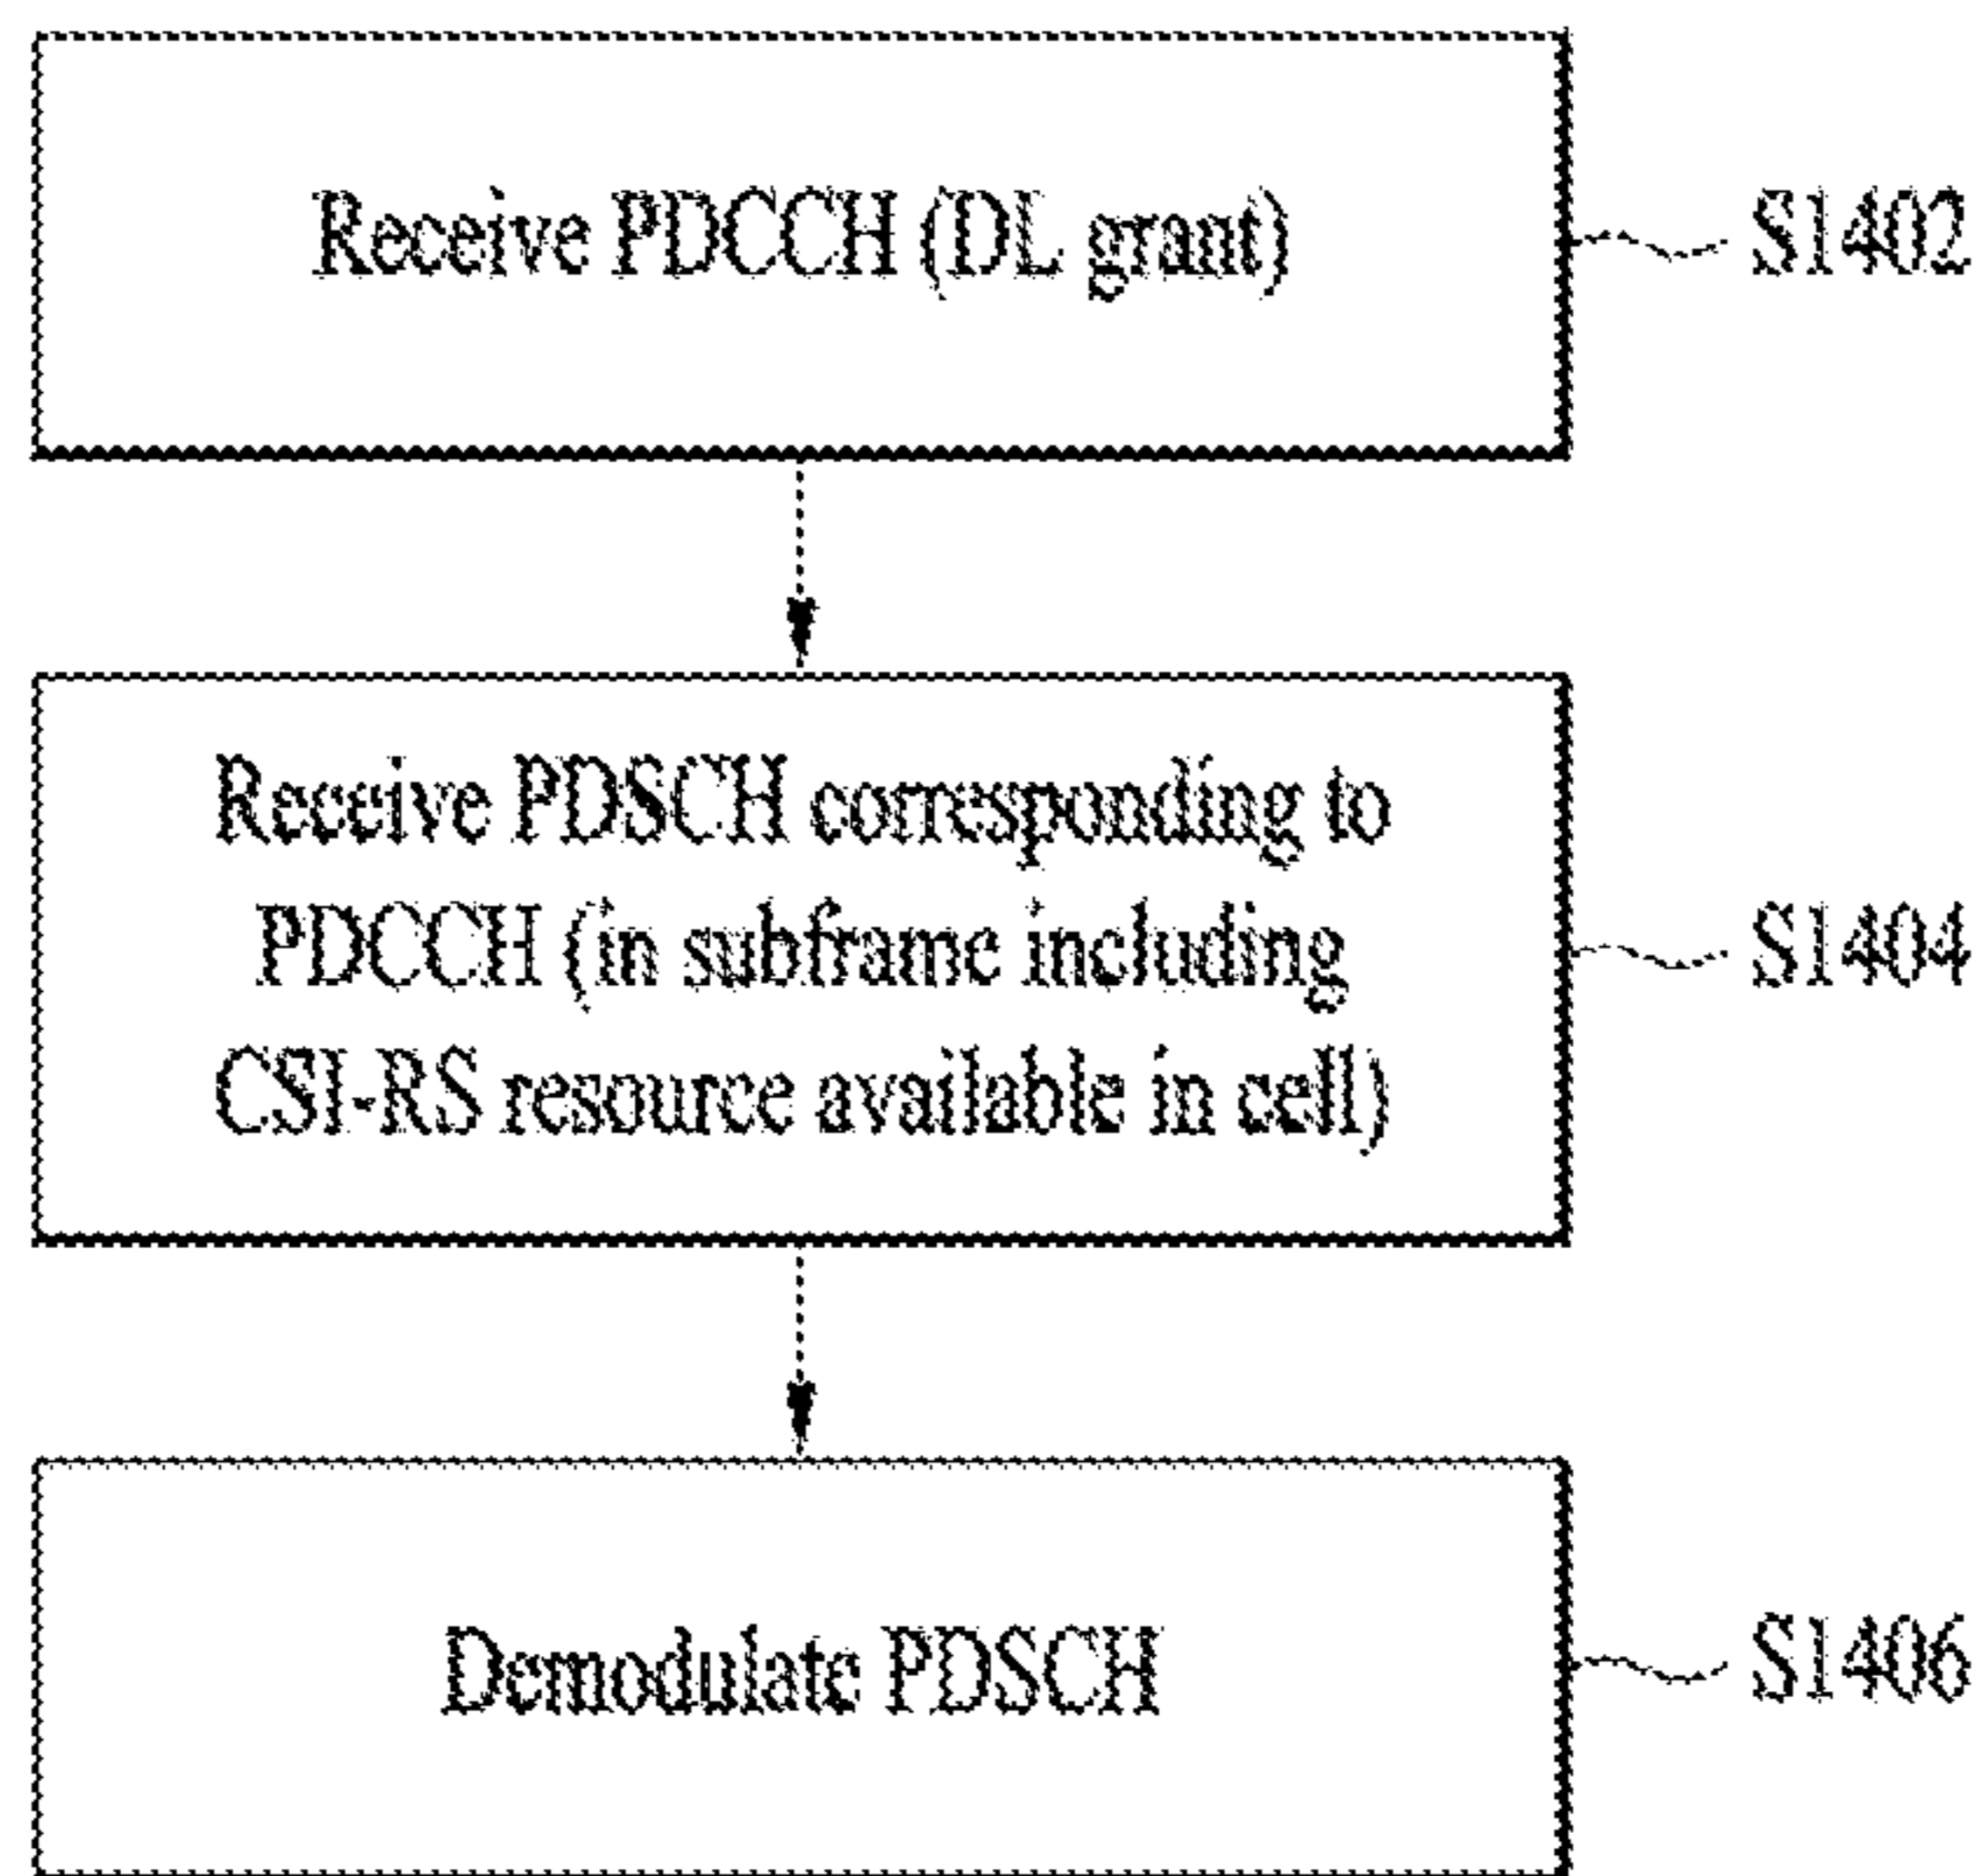 Receive PDCCH (DL grant)
S1402
Receive PDSCH corresponding to
PDCCH (in subframe including
CSI-RS resource available in cell)
S1404
Demodulate PDSCH
S1406